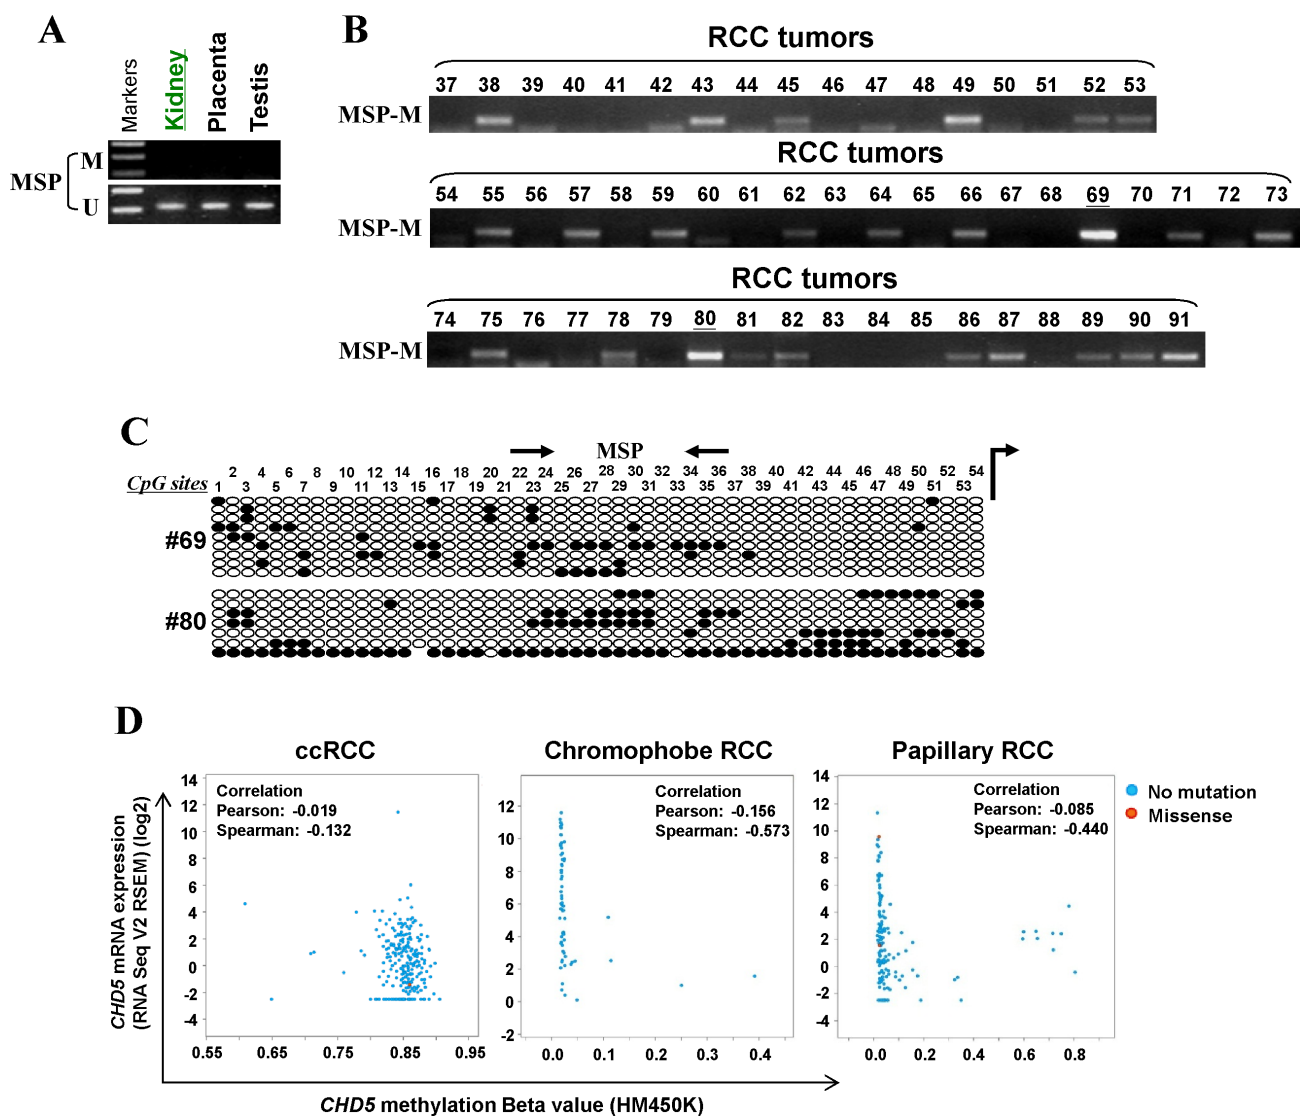 A
Markers
Kidney
Placenta
Testis
MSP
M
U
B
RCC tumors
37 38 39 40 41 42 43 44 45 46 47 48 49 50 51 52 53
MSP-M
RCC tumors
54 55 56 57 58 59 60 61 62 63 64 65 66 67 68 69 70 71 72 73
MSP-M
RCC tumors
74 75 76 77 78 79 80 81 82 83 84 85 86 87 88 89 90 91
MSP-M
C
MSP
2 4 6 8 10 12 14 16 18 20 22 24 26 28 30 32 34 36 38 40 42 44 46 48 50 52 54
CpG sites
1 3 5 7 9 11 13 15 17 19 21 23 25 27 29 31 33 35 37 39 41 43 45 47 49 51 53
#69
#80
D
ccRCC
Chromophobe RCC
Papillary RCC
CHD5 mRNA expression
(RNA Seq V2 RSEM) (log2)
14
12
10
8
6
4
2
0
-2
-4
Correlation
Pearson: -0.019
Spearman: -0.132
0.55 0.65 0.75 0.85 0.95
12
10
8
6
4
2
0
-2
Correlation
Pearson: -0.156
Spearman: -0.573
0.0 0.1 0.2 0.3 0.4
14
12
10
8
6
4
2
0
-2
-4
Correlation
Pearson: -0.085
Spearman: -0.440
0.0 0.2 0.4 0.6 0.8
No mutation
Missense
CHD5 methylation Beta value (HM450K)